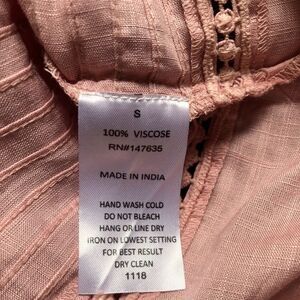 S
100% VISCOSE
RN#147635
MADE IN INDIA
HAND WASH COLD
DO NOT BLEACH
HANG OR LINE DRY
IRON ON LOWEST SETTING
FOR BEST RESULT
DRY CLEAN
1118